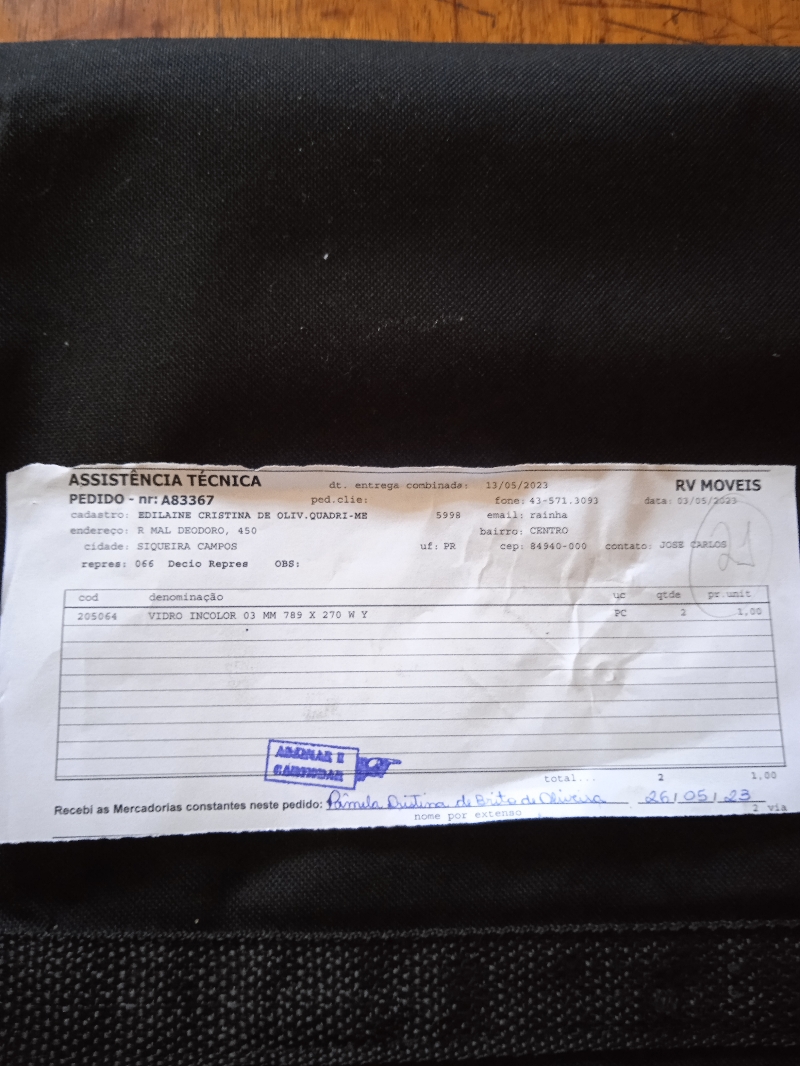 ASSISTÊNCIA TÉCNICA dt. entrega combinada: 13/05/2023 RV MOVEIS
PEDIDO - nr: A83367 ped.clie: fone: 43-571.3093 data: 03/05/2023
cadastro: EDILAINE CRISTINA DE OLIV.QUADRI-ME 5998 email: rainha
endereço: R MAL DEODORO, 450 bairro: CENTRO
cidade: SIQUEIRA CAMPOS uf: PR cep: 84940-000 contato: JOSE CARLOS
21
repres: 066 Decio Repres OBS:
cod denominação uc qtde pr.unit
205064 VIDRO INCOLOR 03 MM 789 X 270 W Y PC 2 1,00
ASSINAR E
CARIMBAR
total... 2 1,00
Recebi as Mercadorias constantes neste pedido: Pâmela Cristina de Brito de Oliveira 26/05/23
nome por extenso 2 via